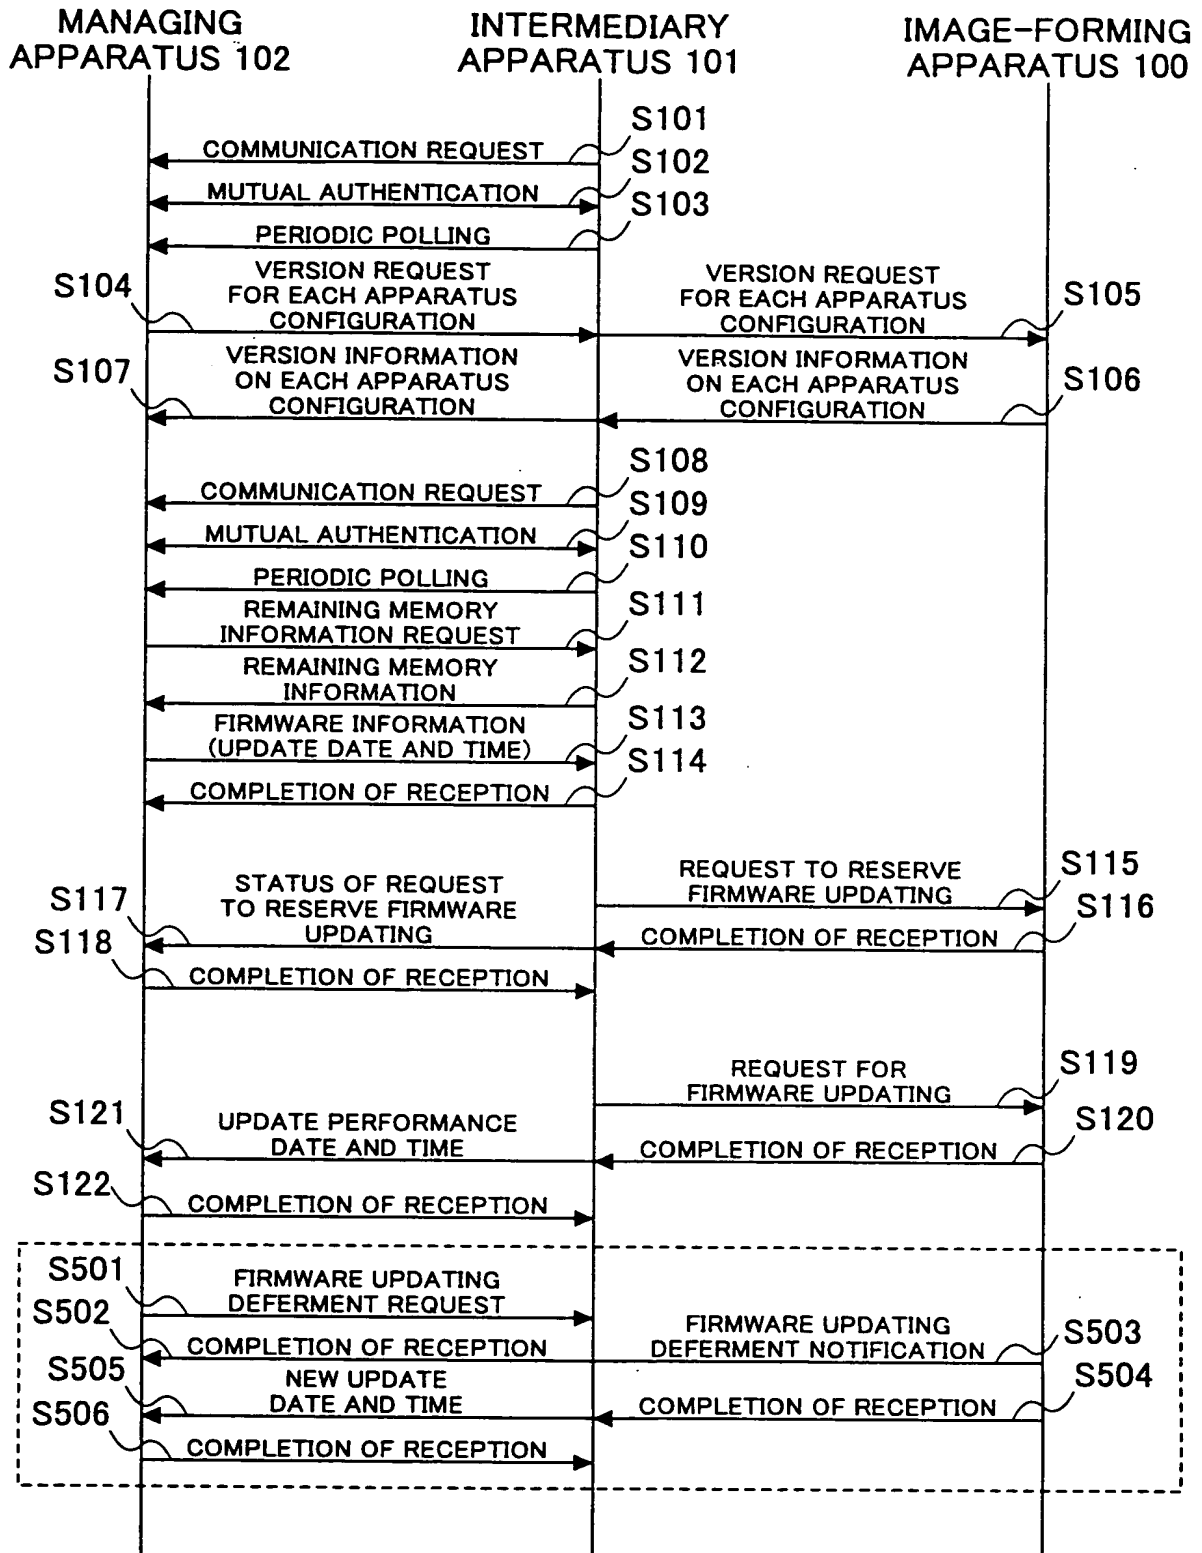 MANAGING
APPARATUS 102
INTERMEDIARY
APPARATUS 101
IMAGE-FORMING
APPARATUS 100
S101
COMMUNICATION REQUEST
S102
MUTUAL AUTHENTICATION
S103
PERIODIC POLLING
S104
VERSION REQUEST
FOR EACH APPARATUS
CONFIGURATION
VERSION REQUEST
FOR EACH APPARATUS
CONFIGURATION
S105
S107
VERSION INFORMATION
ON EACH APPARATUS
CONFIGURATION
VERSION INFORMATION
ON EACH APPARATUS
CONFIGURATION
S106
S108
COMMUNICATION REQUEST
S109
MUTUAL AUTHENTICATION
S110
PERIODIC POLLING
S111
REMAINING MEMORY
INFORMATION REQUEST
S112
REMAINING MEMORY
INFORMATION
S113
FIRMWARE INFORMATION
(UPDATE DATE AND TIME)
S114
COMPLETION OF RECEPTION
REQUEST TO RESERVE
FIRMWARE UPDATING
S115
S117
STATUS OF REQUEST
TO RESERVE FIRMWARE
UPDATING
COMPLETION OF RECEPTION
S116
S118
COMPLETION OF RECEPTION
REQUEST FOR
FIRMWARE UPDATING
S119
S121
UPDATE PERFORMANCE
DATE AND TIME
COMPLETION OF RECEPTION
S120
S122
COMPLETION OF RECEPTION
S501
FIRMWARE UPDATING
DEFERMENT REQUEST
S502
COMPLETION OF RECEPTION
FIRMWARE UPDATING
DEFERMENT NOTIFICATION
S503
S505
NEW UPDATE
DATE AND TIME
COMPLETION OF RECEPTION
S504
S506
COMPLETION OF RECEPTION